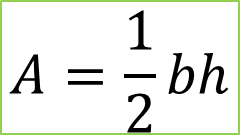 A = 1/2 bh